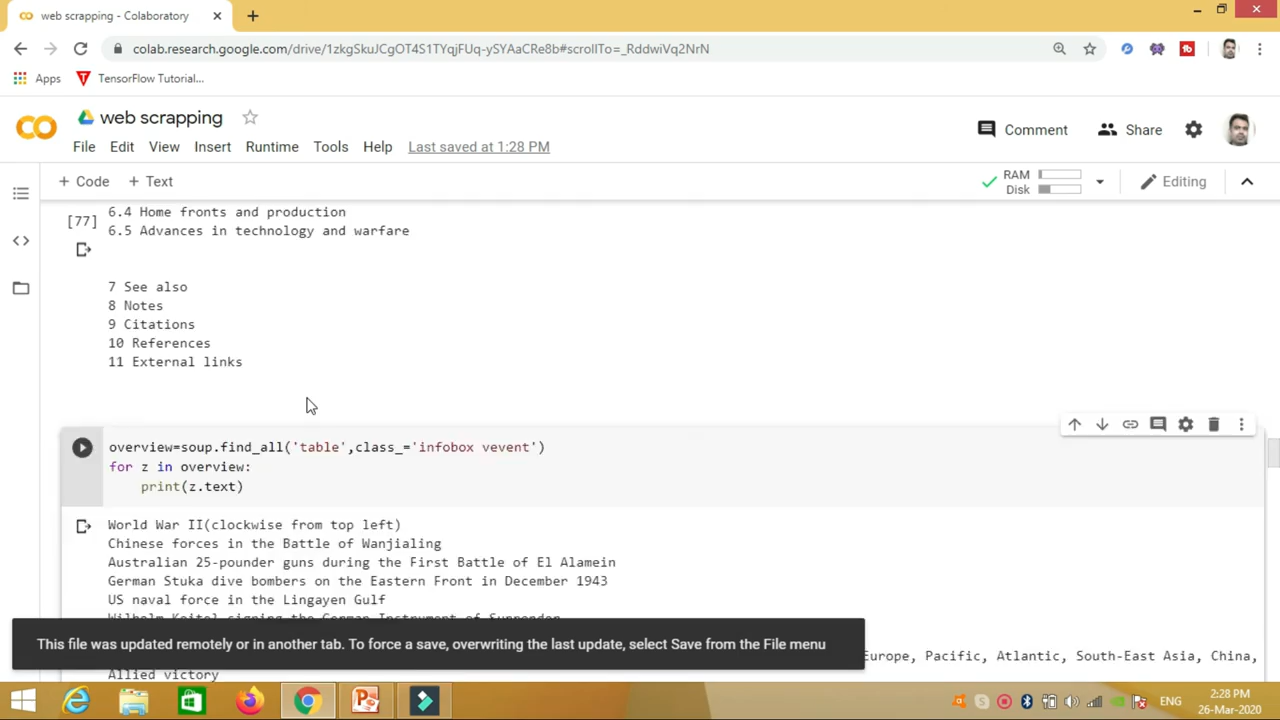 web scrapping - Colaboratory
colab.research.google.com/drive/1zkgSkuJCgOT4S1TYqjFUq-ySYAaCRe8b#scrollTo=_RddwiVq2NrN
Apps TensorFlow Tutorial...
web scrapping
File Edit View Insert Runtime Tools Help Last saved at 1:28 PM
Comment Share
+ Code + Text
RAM
Disk
Editing
6.4 Home fronts and production
[77]
6.5 Advances in technology and warfare
7 See also
8 Notes
9 Citations
10 References
11 External links
overview=soup.find_all('table',class_='infobox vevent')
for z in overview:
print(z.text)
World War II(clockwise from top left)
Chinese forces in the Battle of Wanjialing
Australian 25-pounder guns during the First Battle of El Alamein
German Stuka dive bombers on the Eastern Front in December 1943
US naval force in the Lingayen Gulf
Wilhelm Keitel signing the German Instrument of Surrender
This file was updated remotely or in another tab. To force a save, overwriting the last update, select Save from the File menu
Europe, Pacific, Atlantic, South-East Asia, China,
Allied victory
ENG
2:28 PM
26-Mar-2020